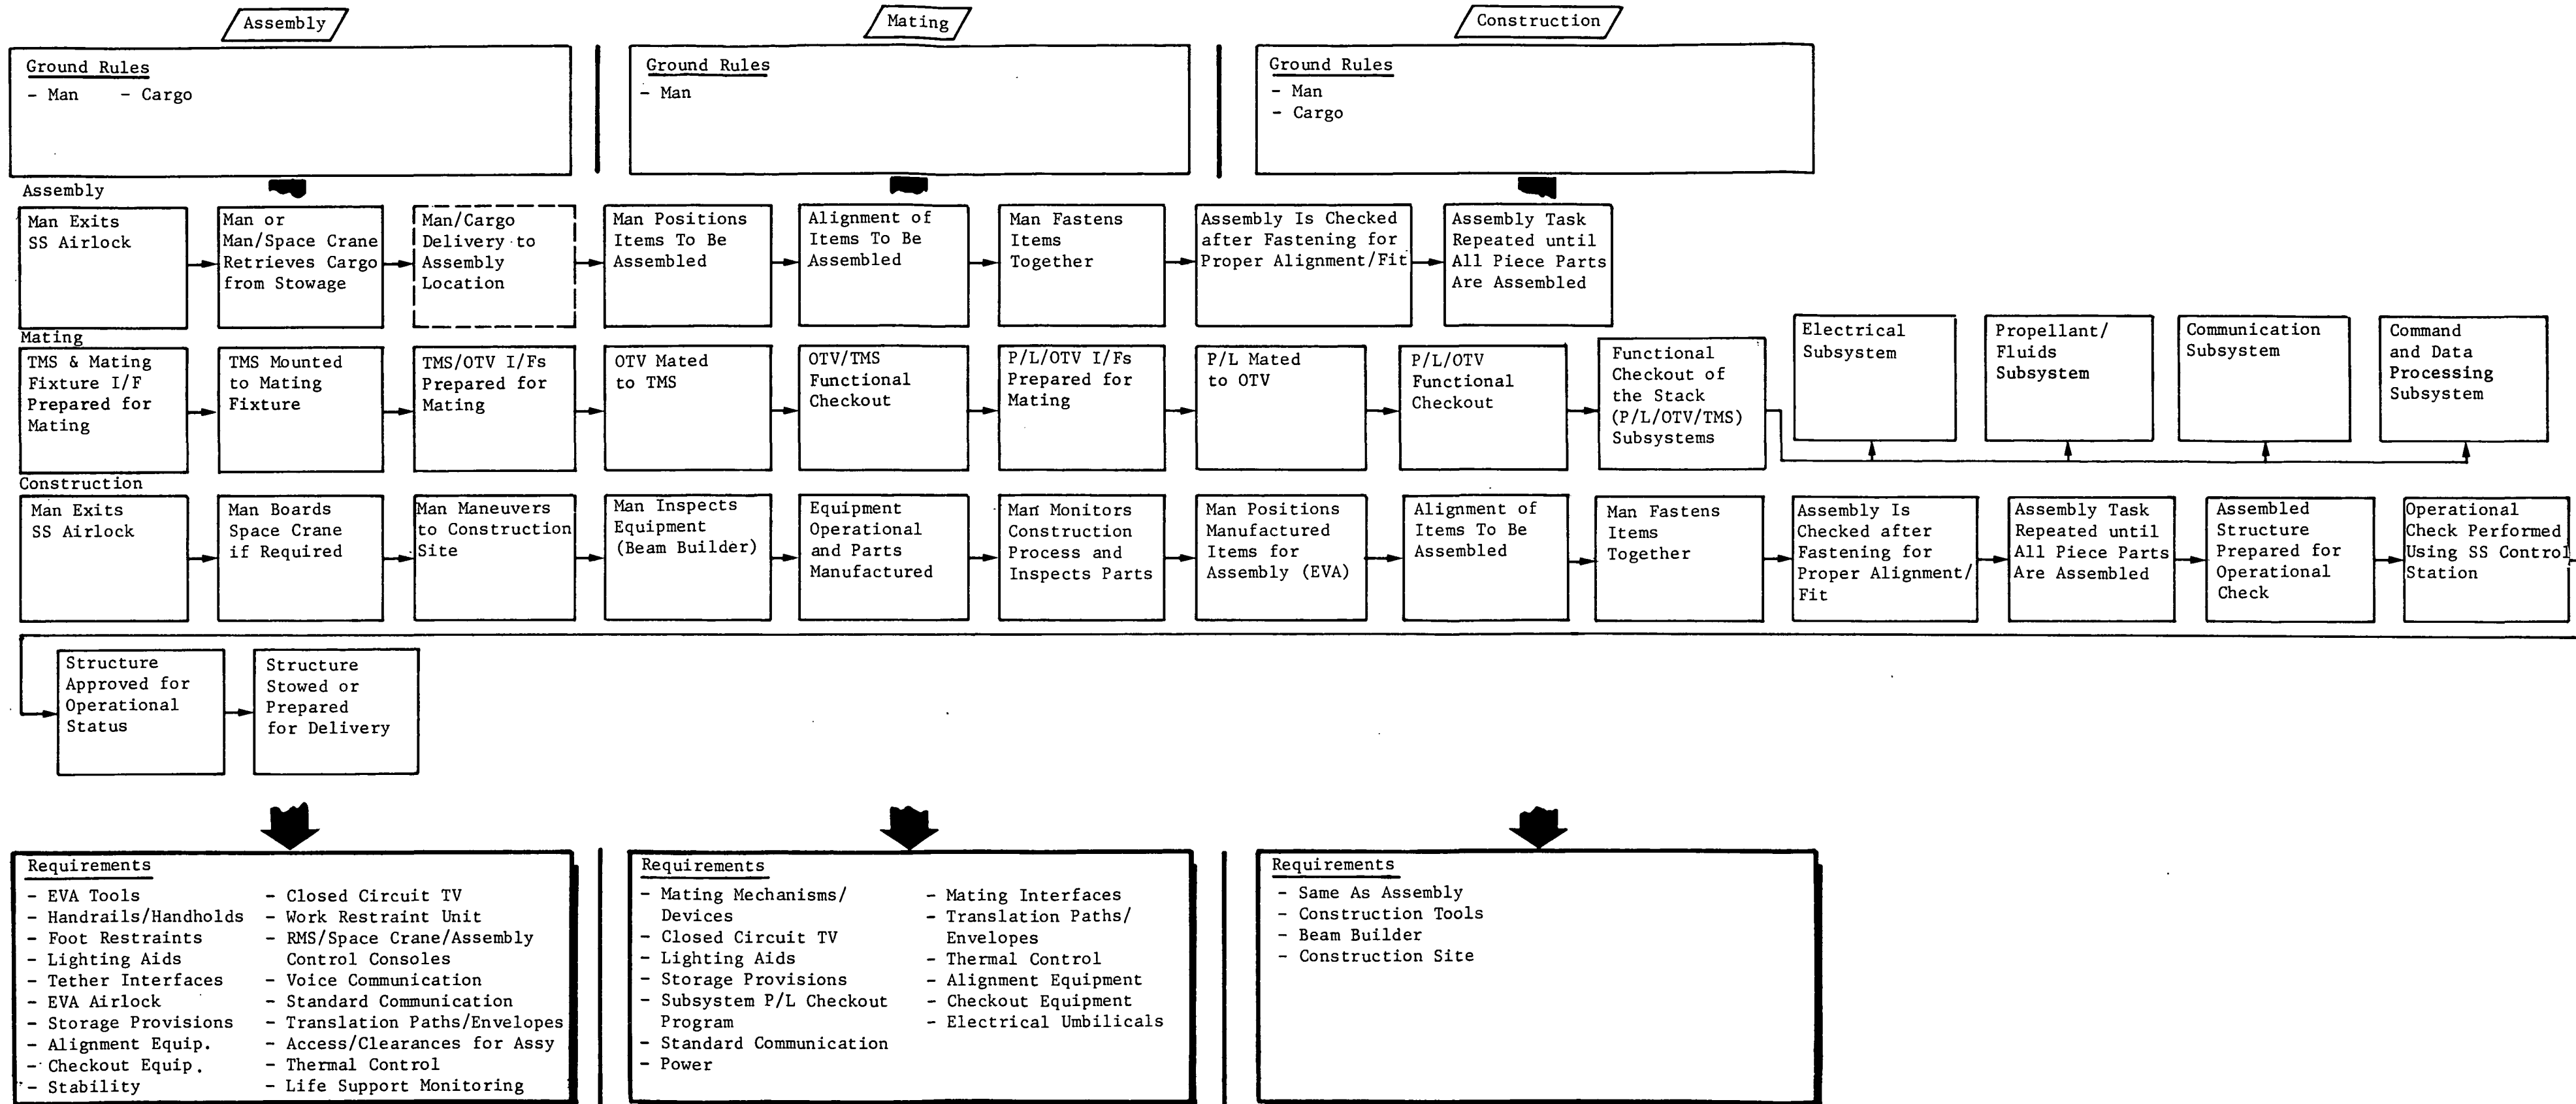 Assembly
Ground Rules
- Man - Cargo
Mating
Ground Rules
- Man
Construction
Ground Rules
- Man
- Cargo
Assembly
Man Exits
SS Airlock
Man or
Man/Space Crane
Retrieves Cargo
from Stowage
Man/Cargo
Delivery to
Assembly
Location
Man Positions
Items To Be
Assembled
Alignment of
Items To Be
Assembled
Man Fastens
Items
Together
Assembly Is Checked
after Fastening for
Proper Alignment/Fit
Assembly Task
Repeated until
All Piece Parts
Are Assembled
Mating
TMS & Mating
Fixture I/F
Prepared for
Mating
TMS Mounted
to Mating
Fixture
TMS/OTV I/Fs
Prepared for
Mating
OTV Mated
to TMS
OTV/TMS
Functional
Checkout
P/L/OTV I/Fs
Prepared for
Mating
P/L Mated
to OTV
P/L/OTV
Functional
Checkout
Functional
Checkout of
the Stack
(P/L/OTV/TMS)
Subsystems
Electrical
Subsystem
Propellant/
Fluids
Subsystem
Communication
Subsystem
Command
and Data
Processing
Subsystem
Construction
Man Exits
SS Airlock
Man Boards
Space Crane
if Required
Man Maneuvers
to Construction
Site
Man Inspects
Equipment
(Beam Builder)
Equipment
Operational
and Parts
Manufactured
Man Monitors
Construction
Process and
Inspects Parts
Man Positions
Manufactured
Items for
Assembly (EVA)
Alignment of
Items To Be
Assembled
Man Fastens
Items
Together
Assembly Is
Checked after
Fastening for
Proper Alignment/
Fit
Assembly Task
Repeated until
All Piece Parts
Are Assembled
Assembled
Structure
Prepared for
Operational
Check
Operational
Check Performed
Using SS Control
Station
Structure
Approved for
Operational
Status
Structure
Stowed or
Prepared
for Delivery
Requirements
- EVA Tools
- Handrails/Handholds
- Foot Restraints
- Lighting Aids
- Tether Interfaces
- EVA Airlock
- Storage Provisions
- Alignment Equip.
- Checkout Equip.
- Stability
- Closed Circuit TV
- Work Restraint Unit
- RMS/Space Crane/Assembly
Control Consoles
- Voice Communication
- Standard Communication
- Translation Paths/Envelopes
- Access/Clearances for Assy
- Thermal Control
- Life Support Monitoring
Requirements
- Mating Mechanisms/
Devices
- Closed Circuit TV
- Lighting Aids
- Storage Provisions
- Subsystem P/L Checkout
Program
- Standard Communication
- Power
- Mating Interfaces
- Translation Paths/
Envelopes
- Thermal Control
- Alignment Equipment
- Checkout Equipment
- Electrical Umbilicals
Requirements
- Same As Assembly
- Construction Tools
- Beam Builder
- Construction Site